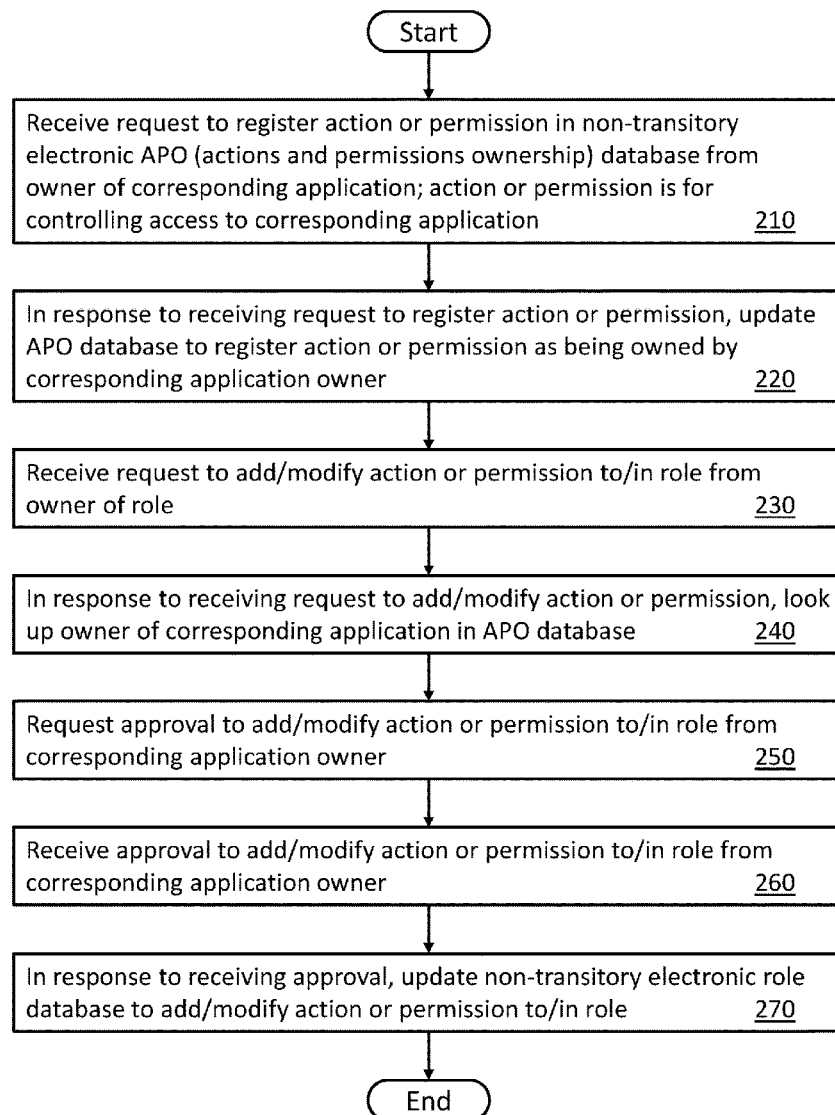 Start
Receive request to register action or permission in non-transitory
electronic APO (actions and permissions ownership) database from
owner of corresponding application; action or permission is for
controlling access to corresponding application 210
In response to receiving request to register action or permission, update
APO database to register action or permission as being owned by
corresponding application owner 220
Receive request to add/modify action or permission to/in role from
owner of role 230
In response to receiving request to add/modify action or permission, look
up owner of corresponding application in APO database 240
Request approval to add/modify action or permission to/in role from
corresponding application owner 250
Receive approval to add/modify action or permission to/in role from
corresponding application owner 260
In response to receiving approval, update non-transitory electronic role
database to add/modify action or permission to/in role 270
End